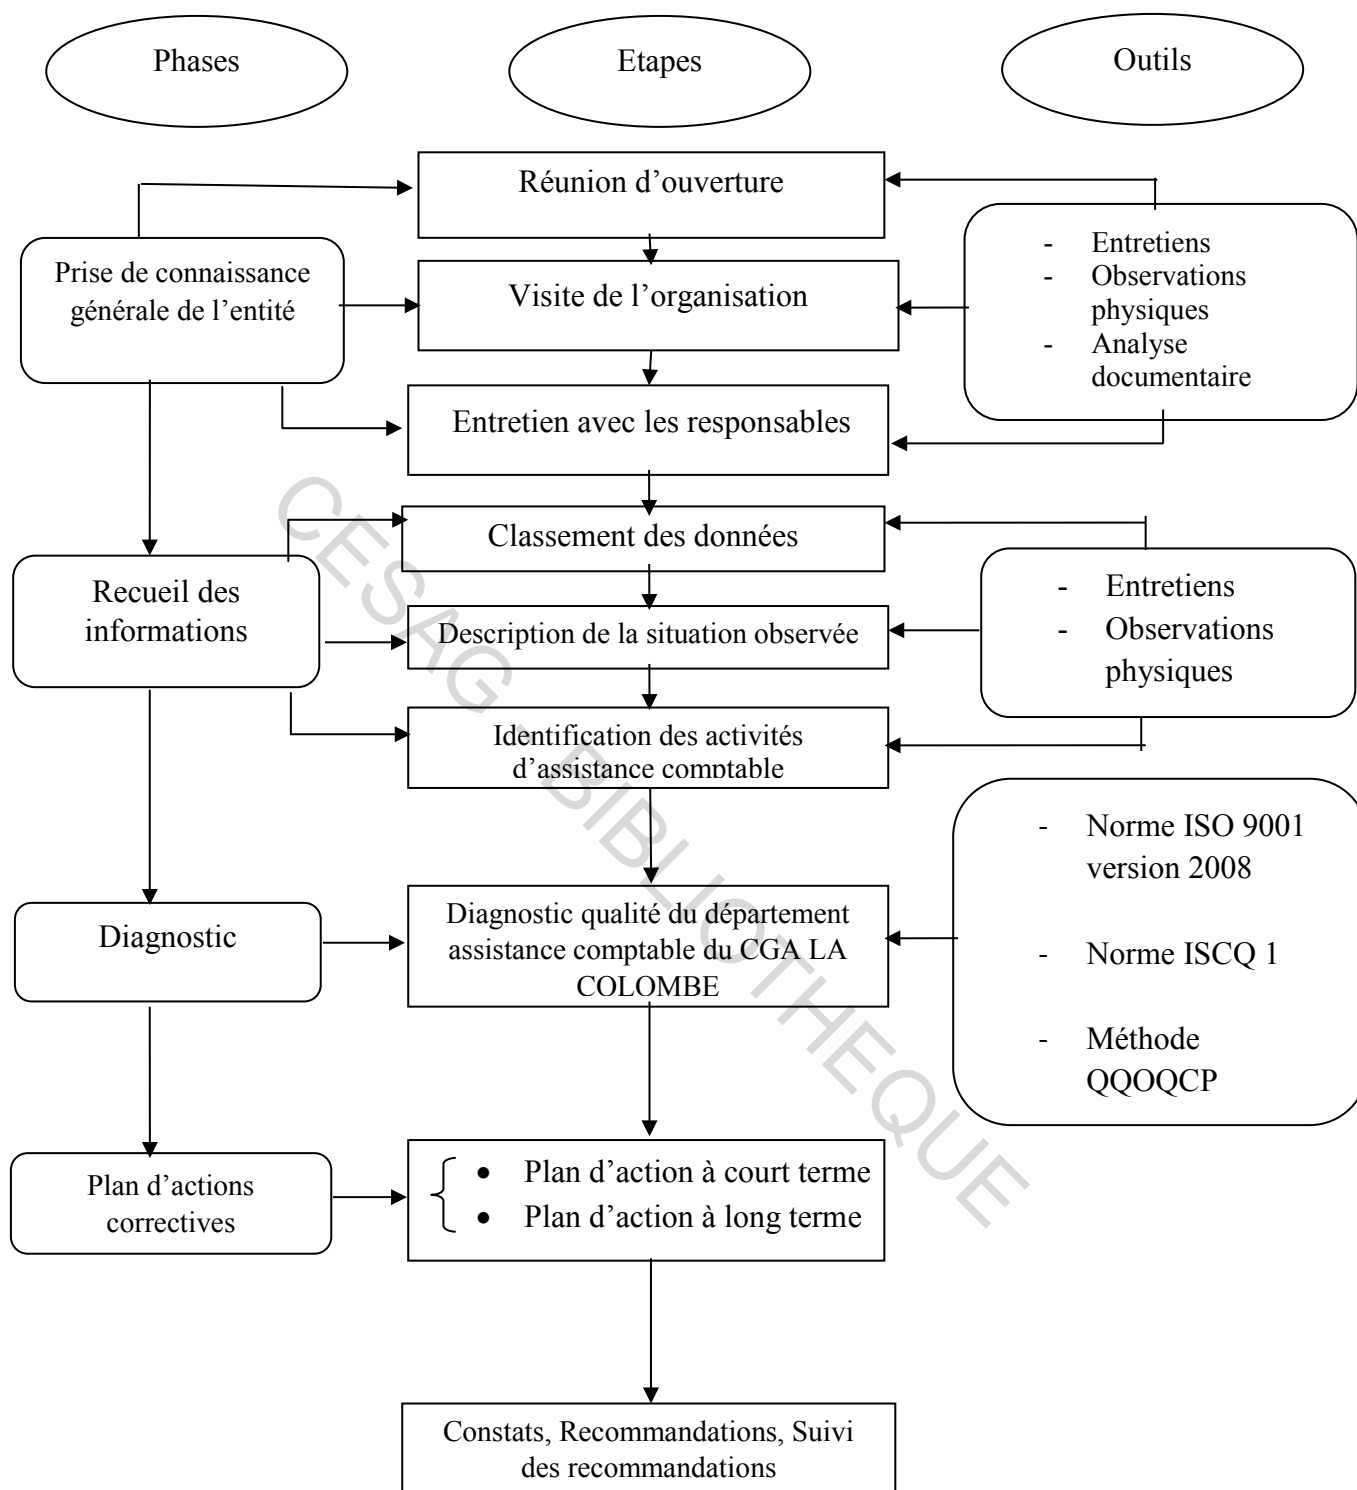 Phases
Etapes
Outils
Réunion d’ouverture
Prise de connaissance
générale de l’entité
Visite de l’organisation
- Entretiens
- Observations
physiques
- Analyse
documentaire
Entretien avec les responsables
Classement des données
Recueil des
informations
Description de la situation observée
- Entretiens
- Observations
physiques
Identification des activités
d’assistance comptable
Diagnostic
Diagnostic qualité du département
assistance comptable du CGA LA
COLOMBE
- Norme ISO 9001
version 2008
- Norme ISCQ 1
- Méthode
QQOQCP
Plan d’actions
correctives
• Plan d’action à court terme
• Plan d’action à long terme
Constats, Recommandations, Suivi
des recommandations
CESAG - BIBLIOTHEQUE